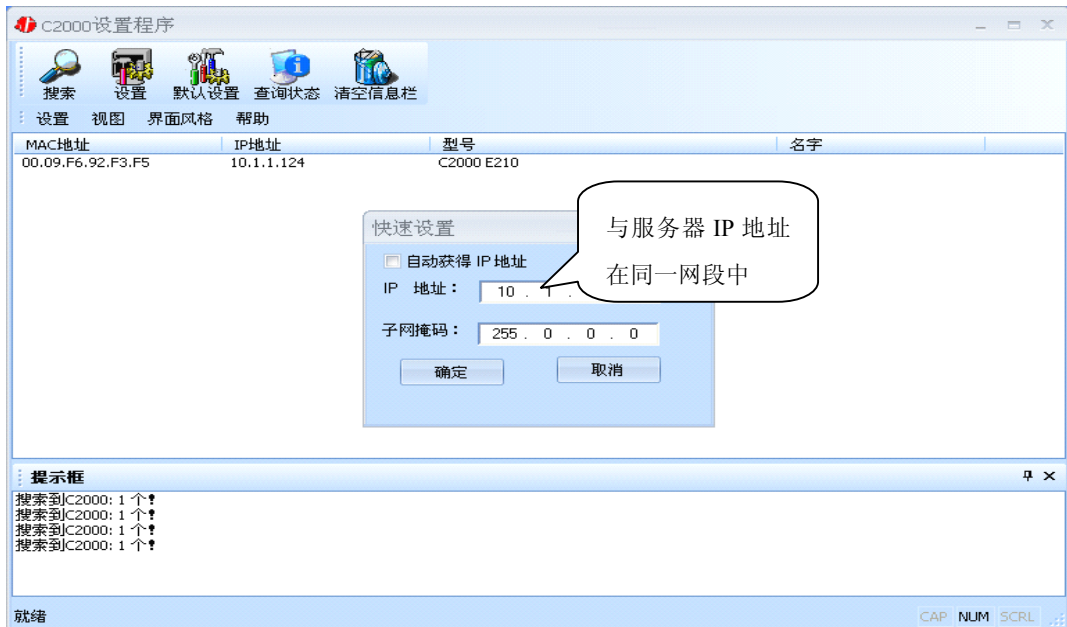 C2000设置程序
搜索 设置 默认设置 查询状态 清空信息栏
设置 视图 界面风格 帮助
MAC地址 IP地址 型号 名字
00.09.F6.92.F3.F5 10.1.1.124 C2000 E210
快速设置
与服务器 IP 地址
在同一网段中
自动获得 IP 地址
IP 地址： 10 . 1 .
子网掩码： 255 . 0 . 0 . 0
确定 取消
提示框
搜索到C2000: 1 个!
搜索到C2000: 1 个!
搜索到C2000: 1 个!
搜索到C2000: 1 个!
就绪 CAP NUM SCRL